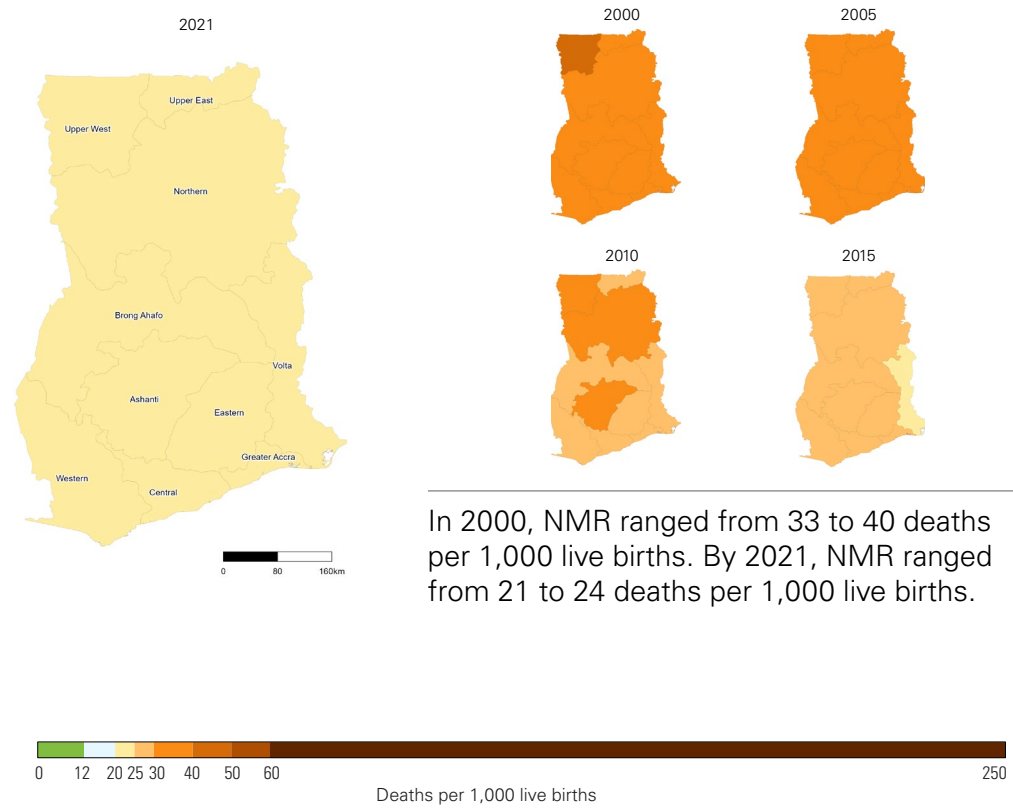 2021
Upper East
Upper West
Northern
Brong Ahafo
Volta
Ashanti
Eastern
Greater Accra
Western
Central
0 80 160km
2000 2005
2010 2015
In 2000, NMR ranged from 33 to 40 deaths
per 1,000 live births. By 2021, NMR ranged
from 21 to 24 deaths per 1,000 live births.
0 12 20 25 30 40 50 60 250
Deaths per 1,000 live births